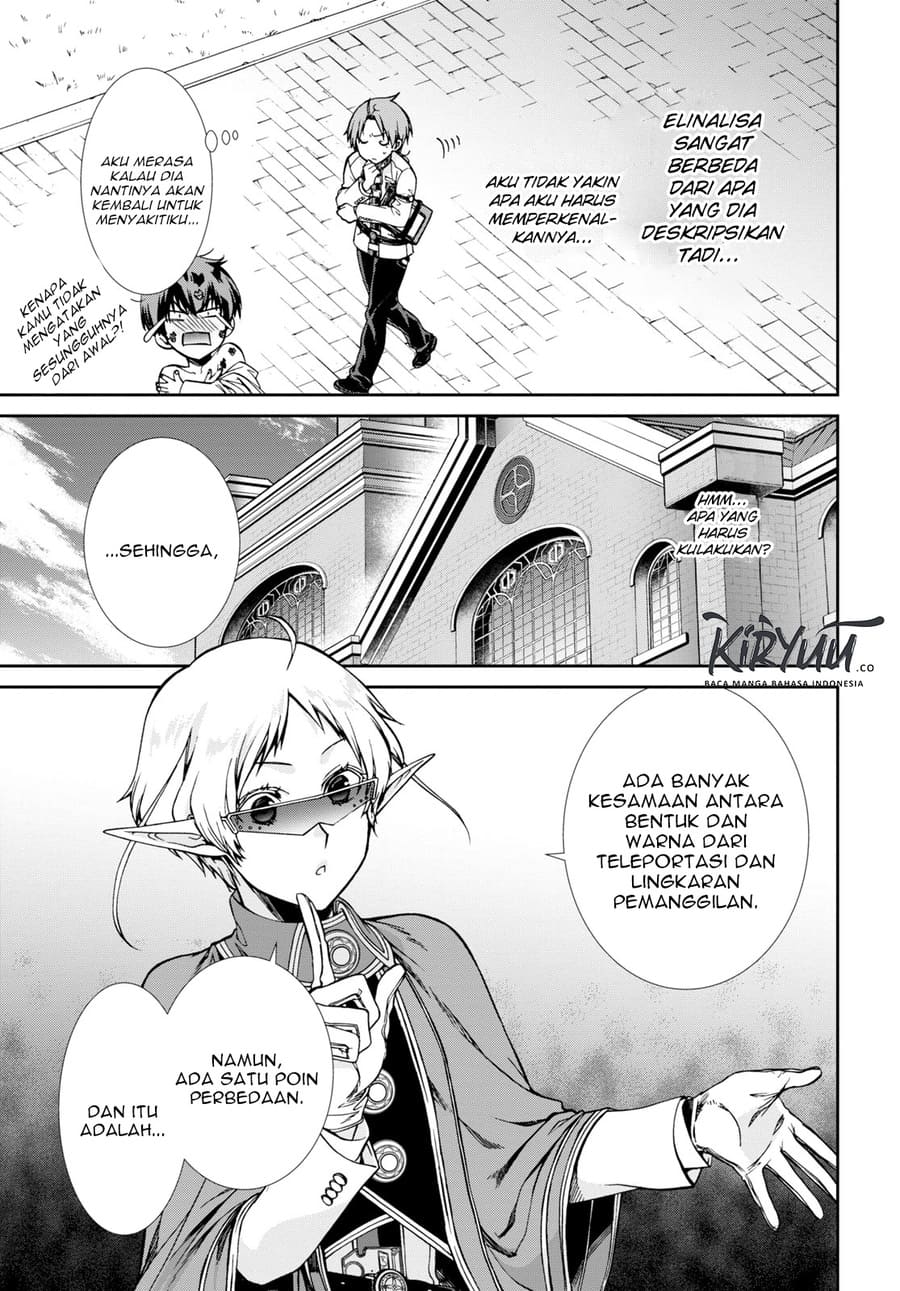 ELINALISA
SANGAT
BERBEDA
DARI APA
YANG DIA
DESKRIPSIKAN
TADI...
AKU TIDAK YAKIN
APA AKU HARUS
MEMPERKENAL-
KANNYA...
AKU MERASA
KALAU DIA
NANTINYA AKAN
KEMBALI UNTUK
MENYAKITIKU...
KENAPA
KAMU TIDAK
MENGATAKAN
YANG
SESUNGGUHNYA
DARI AWAL?!
HMM...
APA YANG
HARUS
KULAKUKAN?
...SEHINGGA,
KIRYUU.CO
BACA MANGA BAHASA INDONESIA
ADA BANYAK
KESAMAAN ANTARA
BENTUK DAN
WARNA DARI
TELEPORTASI DAN
LINGKARAN
PEMANGGILAN.
NAMUN,
ADA SATU POIN
PERBEDAAN.
DAN ITU
ADALAH...